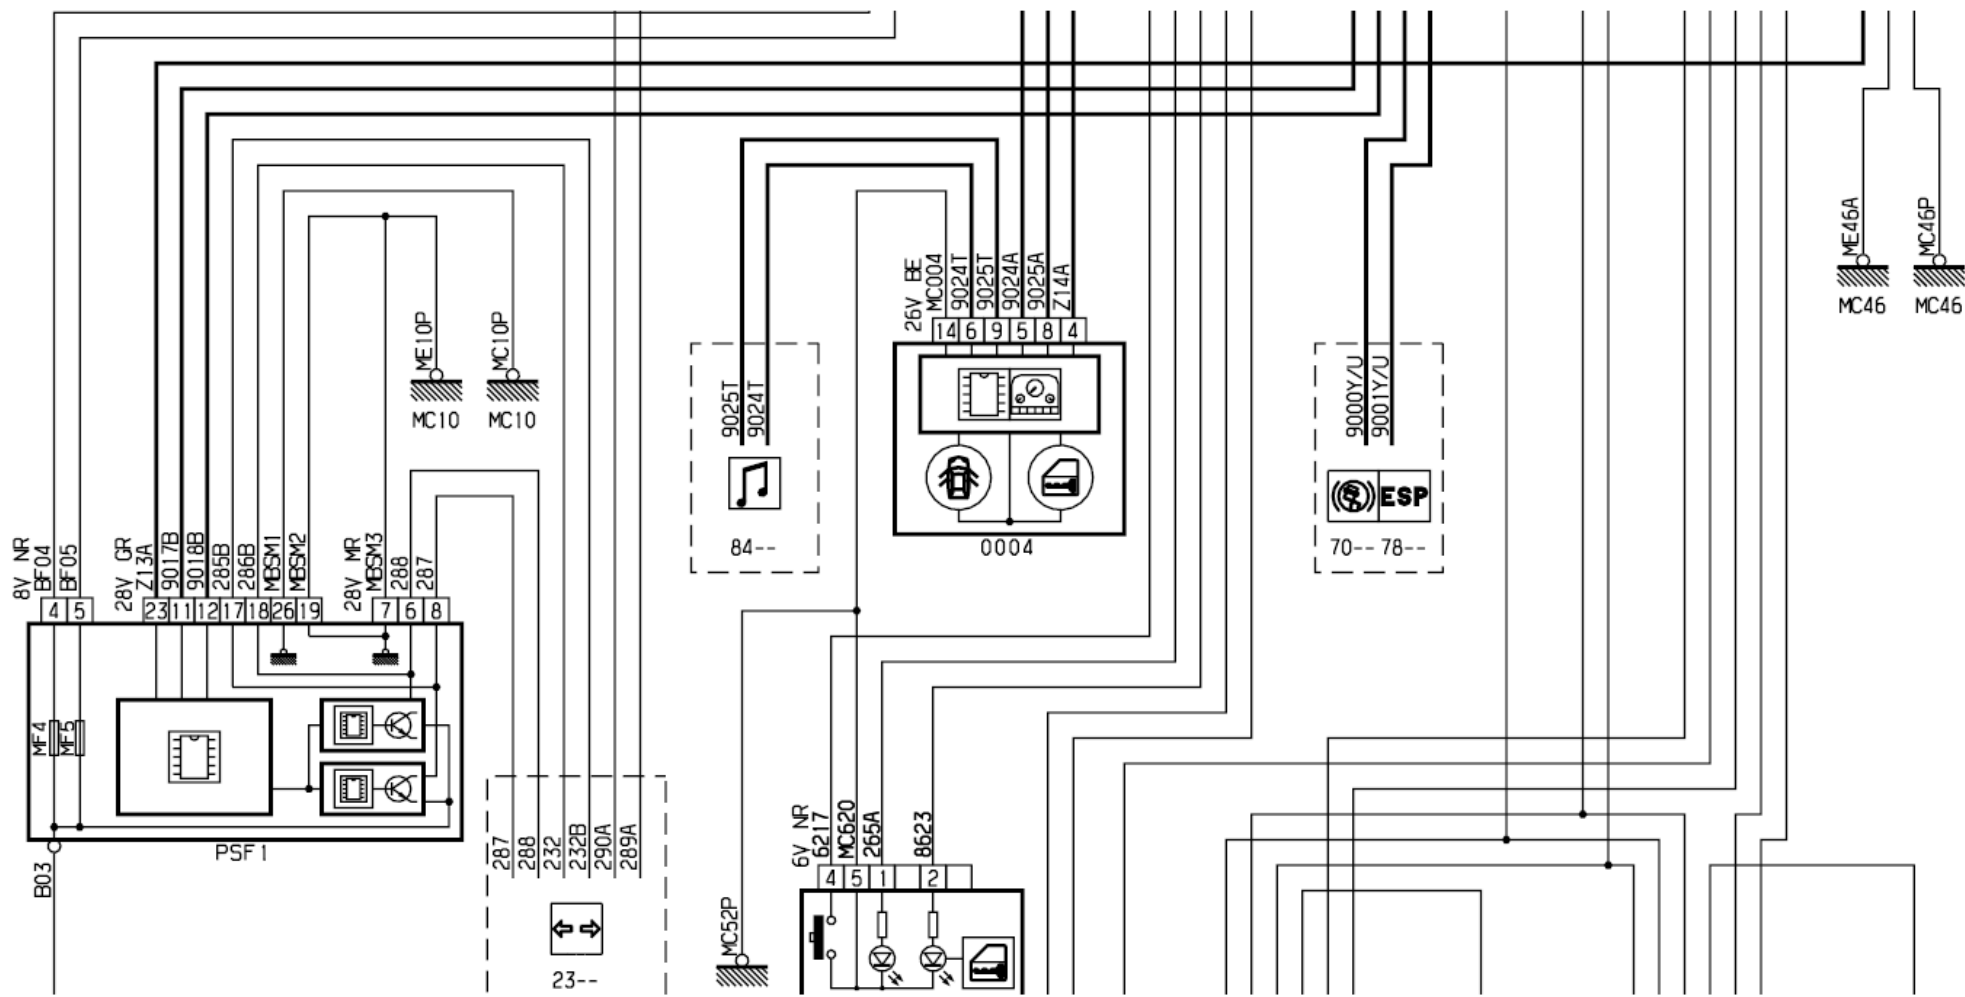 ME46A
MC46P
MC46
MC46
26V BE
MC004
9024T
9025T
9024A
9025A
Z14A
14 6 9 5 8 4
0004
ME10P
MC10P
MC10
MC10
9025T
9024T
84--
9000Y/U
9001Y/U
ESP
70-- 78--
8V NR
BF04
BF05
28V GR
Z13A
9017B
9018B
285B
286B
MBSM1
MBSM2
28V MR
MBSM3
288
287
4 5 23 11 12 17 18 26 19 7 6 8
MF4
MF5
PSF1
B03
287
288
232
232B
290A
289A
23--
MC52P
6V NR
6217
MC620
265A
8623
4 5 1 2